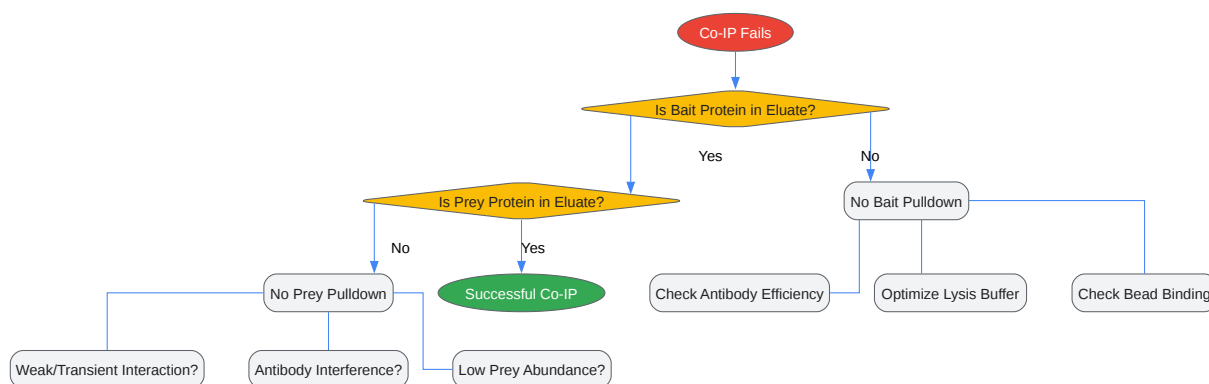 Co-IP Fails
Is Bait Protein in Eluate?
Yes
No
Is Prey Protein in Eluate?
No Bait Pulldown
No
Yes
No Prey Pulldown
Successful Co-IP
Check Antibody Efficiency
Optimize Lysis Buffer
Check Bead Binding
Weak/Transient Interaction?
Antibody Interference?
Low Prey Abundance?